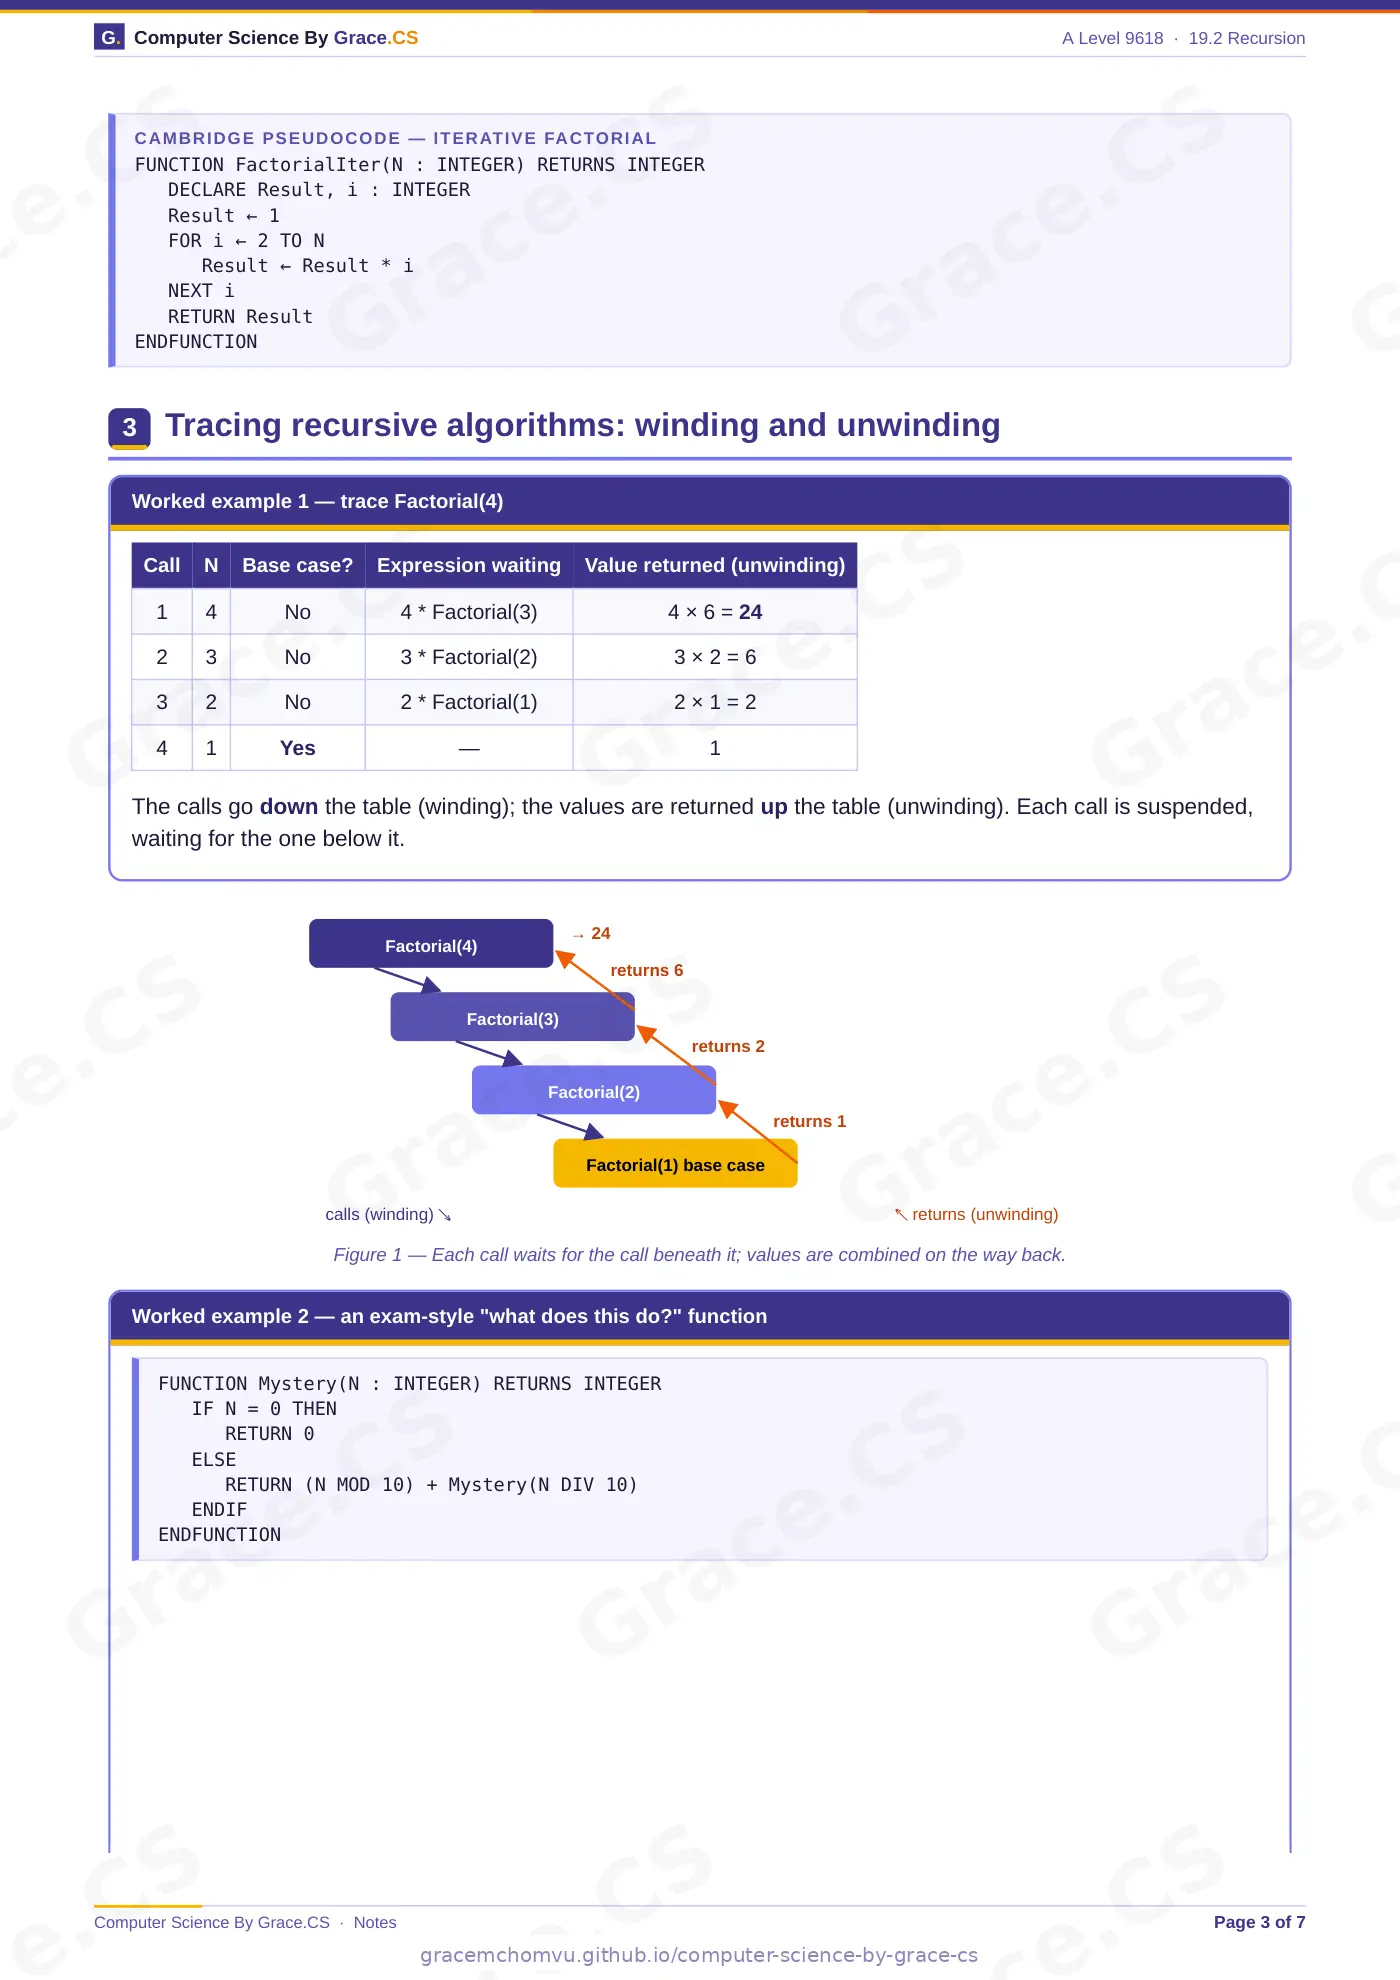 G. Computer Science By Grace.CS
A Level 9618 · 19.2 Recursion
CAMBRIDGE PSEUDOCODE — ITERATIVE FACTORIAL
FUNCTION FactorialIter(N : INTEGER) RETURNS INTEGER
   DECLARE Result, i : INTEGER
   Result ← 1
   FOR i ← 2 TO N
      Result ← Result * i
   NEXT i
   RETURN Result
ENDFUNCTION
3 Tracing recursive algorithms: winding and unwinding
Worked example 1 — trace Factorial(4)
Call N Base case? Expression waiting Value returned (unwinding)
1 4 No 4 * Factorial(3) 4 × 6 = 24
2 3 No 3 * Factorial(2) 3 × 2 = 6
3 2 No 2 * Factorial(1) 2 × 1 = 2
4 1 Yes — 1
The calls go down the table (winding); the values are returned up the table (unwinding). Each call is suspended,
waiting for the one below it.
Factorial(4)
→ 24
returns 6
Factorial(3)
returns 2
Factorial(2)
returns 1
Factorial(1) base case
calls (winding) ↘
↖ returns (unwinding)
Figure 1 — Each call waits for the call beneath it; values are combined on the way back.
Worked example 2 — an exam-style "what does this do?" function
FUNCTION Mystery(N : INTEGER) RETURNS INTEGER
   IF N = 0 THEN
      RETURN 0
   ELSE
      RETURN (N MOD 10) + Mystery(N DIV 10)
   ENDIF
ENDFUNCTION
Computer Science By Grace.CS · Notes
Page 3 of 7
gracemchomvu.github.io/computer-science-by-grace-cs